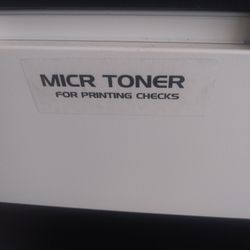 MICR TONER
FOR PRINTING CHECKS